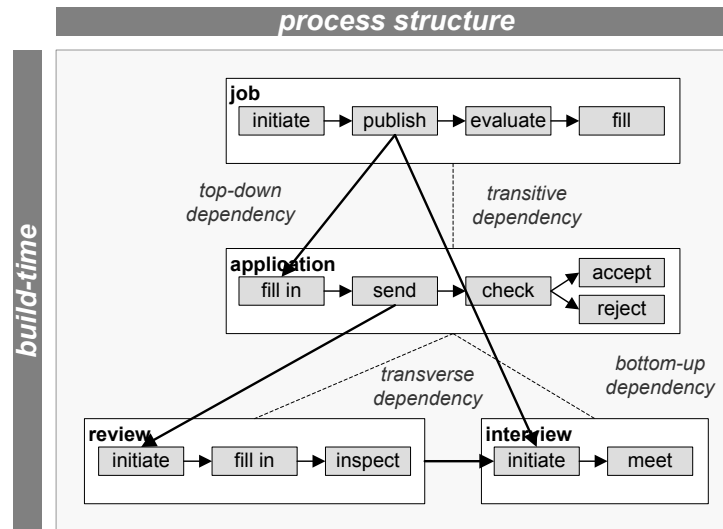 process structure
build-time
job
initiate
publish
evaluate
fill
top-down
dependency
transitive
dependency
application
fill in
send
check
accept
reject
transverse
dependency
bottom-up
dependency
review
initiate
fill in
inspect
interview
initiate
meet